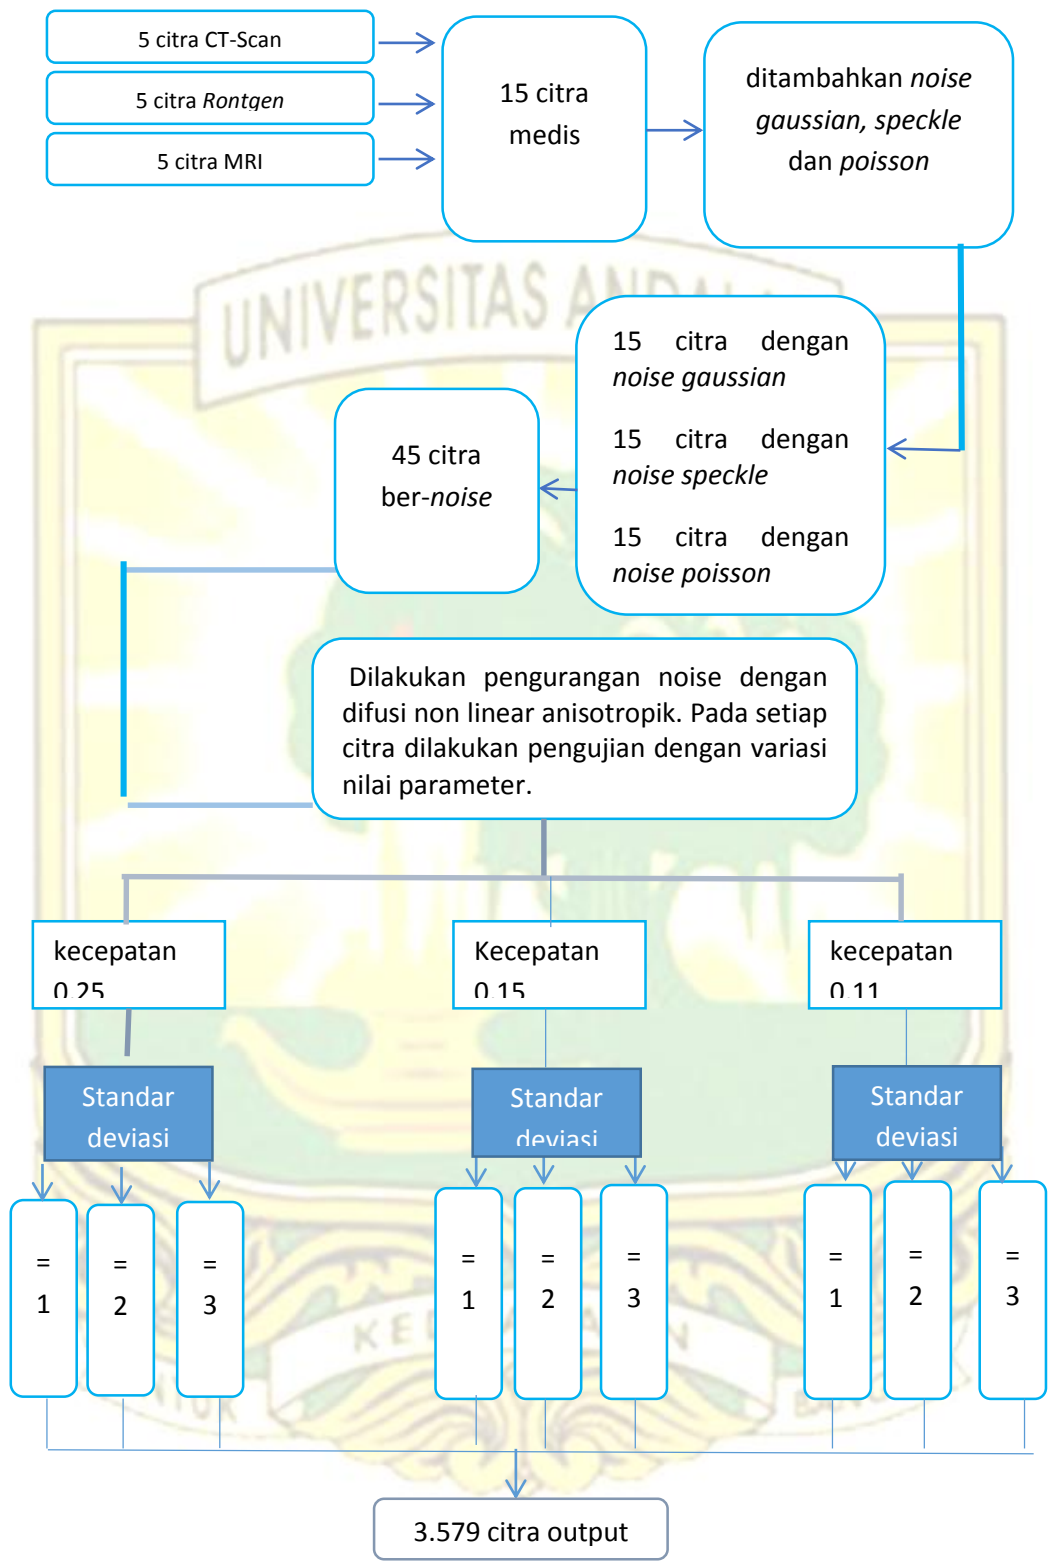 5 citra CT-Scan
5 citra Rontgen
5 citra MRI
15 citra
medis
ditambahkan noise
gaussian, speckle
dan poisson
UNIVERSITAS
15 citra dengan
noise gaussian
15 citra dengan
noise speckle
15 citra dengan
noise poisson
45 citra
ber-noise
Dilakukan pengurangan noise dengan
difusi non linear anisotropik. Pada setiap
citra dilakukan pengujian dengan variasi
nilai parameter.
kecepatan
0.25
Kecepatan
0.15
kecepatan
0.11
Standar
deviasi
Standar
deviasi
Standar
deviasi
=
1
=
2
=
3
=
1
=
2
=
3
=
1
=
2
=
3
3.579 citra output